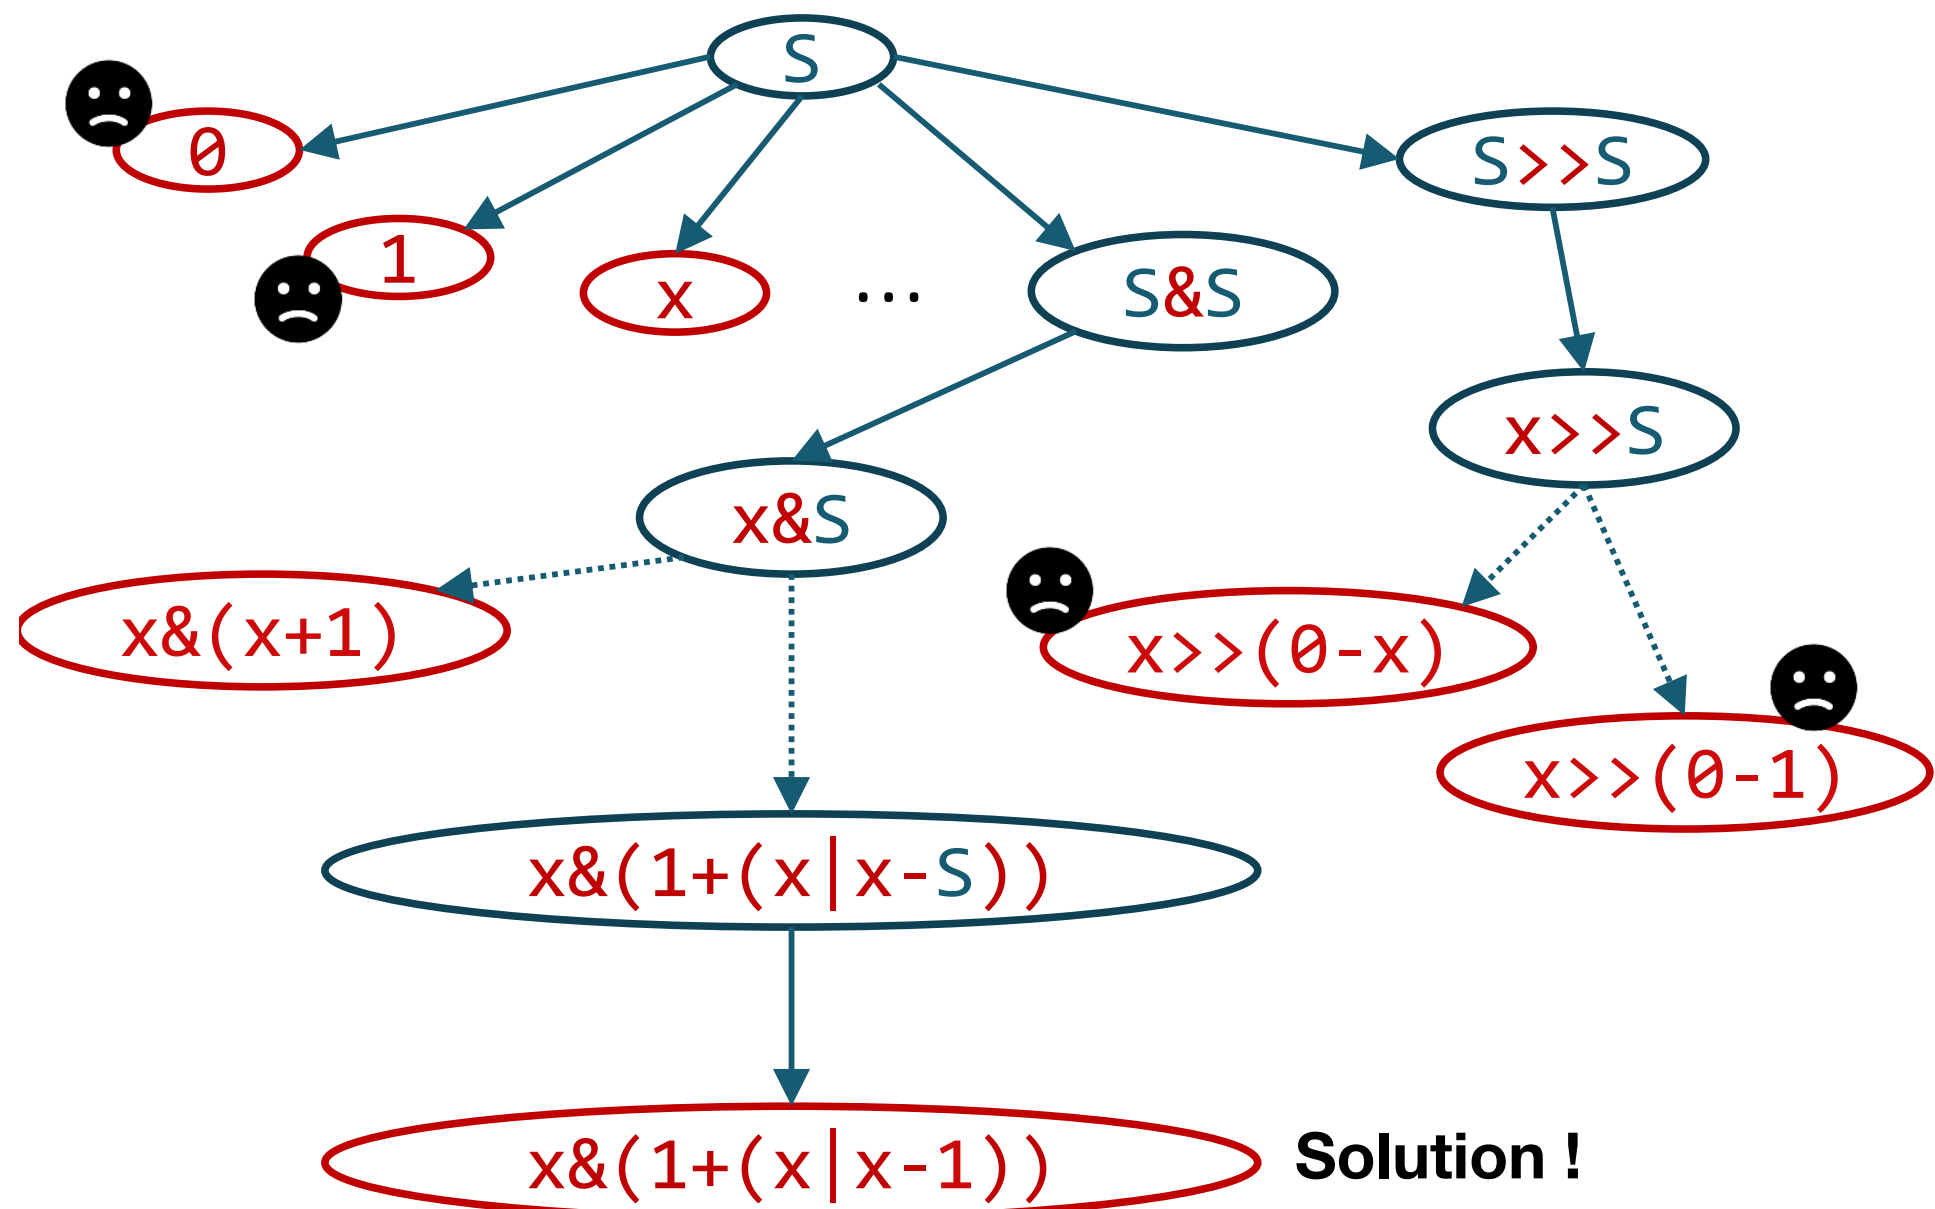 S
0
S>>S
1
x
...
S&S
x>>S
x&S
x&(x+1)
x>>(0-x)
x>>(0-1)
x&(1+(x|x-S))
x&(1+(x|x-1))
Solution !